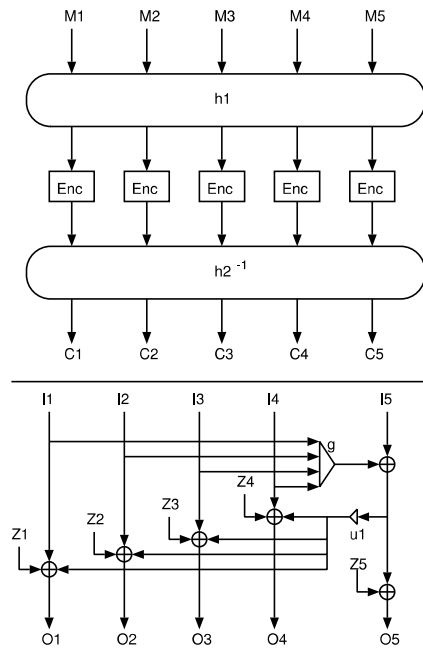 M1 M2 M3 M4 M5
h1
Enc Enc Enc Enc Enc
h2 -1
C1 C2 C3 C4 C5
I1 I2 I3 I4 I5
g
Z4
Z3
Z2
Z1
u1
Z5
O1 O2 O3 O4 O5